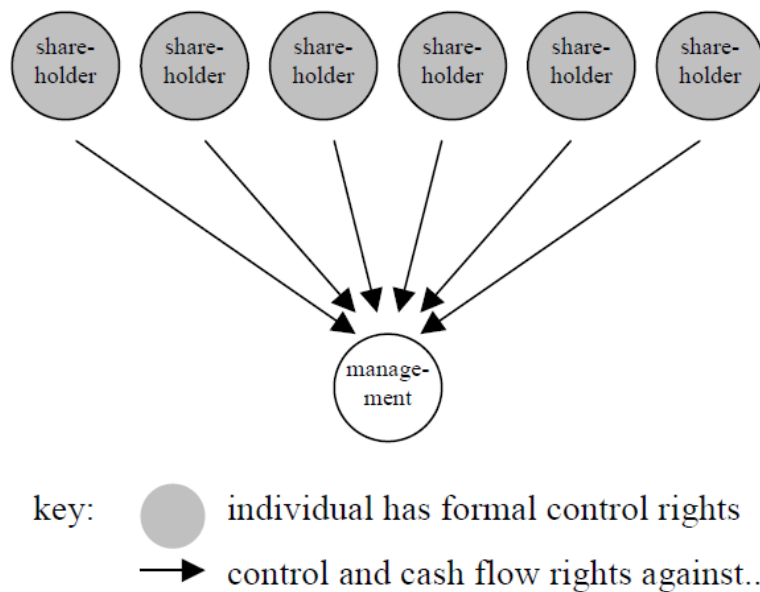 share-
holder
share-
holder
share-
holder
share-
holder
share-
holder
share-
holder
manage-
ment
key:
individual has formal control rights
control and cash flow rights against..